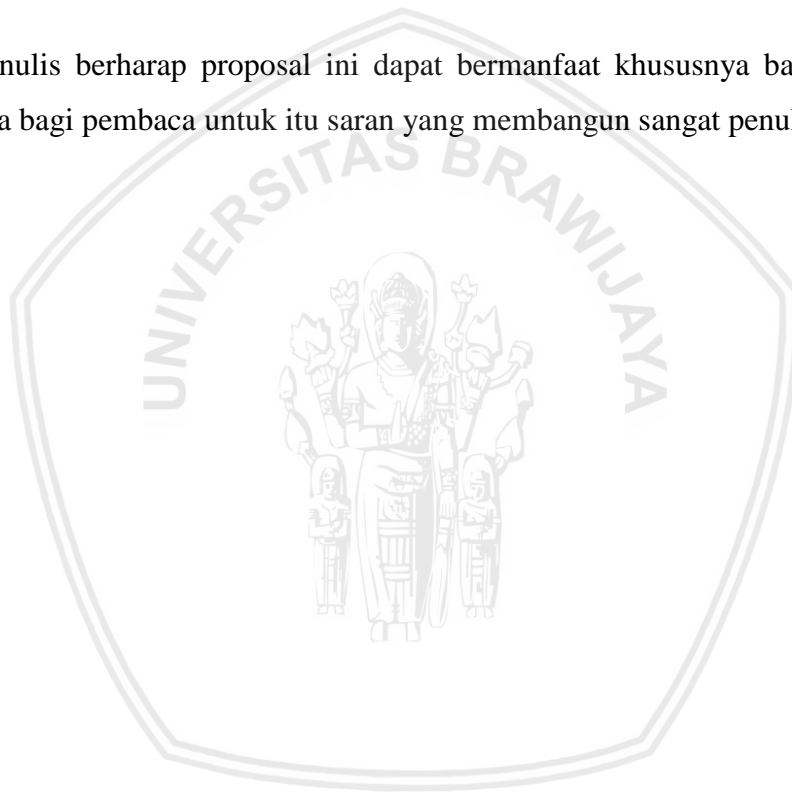 nulis berharap proposal ini dapat bermanfaat khususnya ba
a bagi pembaca untuk itu saran yang membangun sangat penul
UNIVERSITAS BRAWIJAYA